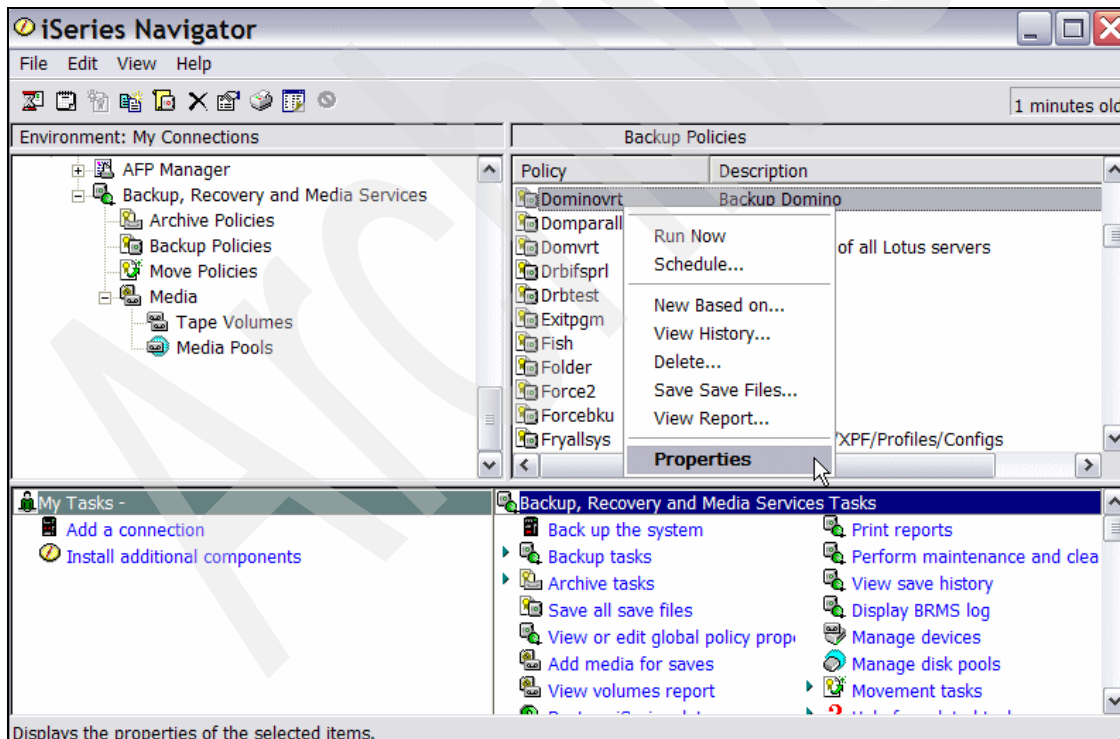 iSeries Navigator
File Edit View Help
1 minutes old
Environment: My Connections
Backup Policies
AFP Manager
Backup, Recovery and Media Services
Archive Policies
Backup Policies
Move Policies
Media
Tape Volumes
Media Pools
Policy Description
Dominovrt Backup Domino
Domparall
Domvrt of all Lotus servers
Drbifsprl
Drbtest
Exitpgm
Fish
Folder
Force2
Forcebku
Fryallsys /XPF/Profiles/Configs
Run Now
Schedule...
New Based on...
View History...
Delete...
Save Save Files...
View Report...
Properties
My Tasks -
Add a connection
Install additional components
Backup, Recovery and Media Services Tasks
Back up the system
Backup tasks
Archive tasks
Save all save files
View or edit global policy prop
Add media for saves
View volumes report
Print reports
Perform maintenance and clea
View save history
Display BRMS log
Manage devices
Manage disk pools
Movement tasks
Displays the properties of the selected items.
Archive